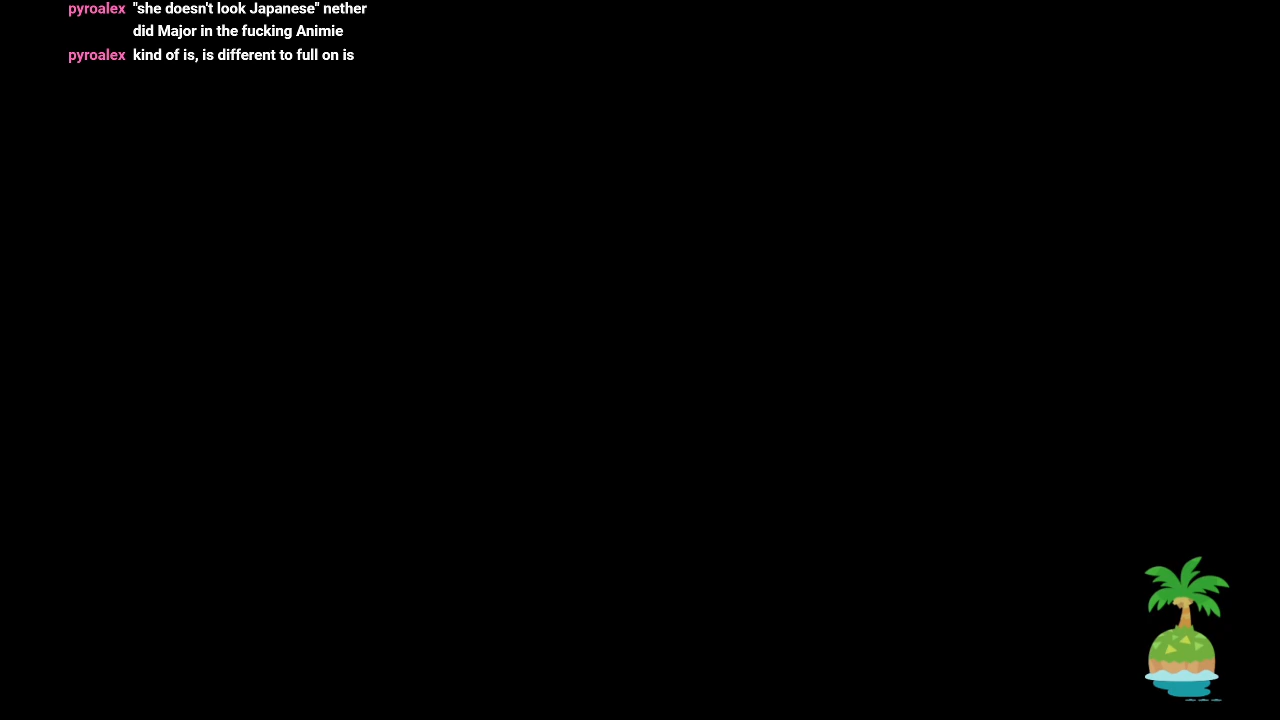 pyroalex "she doesn't look Japanese" nether
did Major in the fucking Animie
pyroalex kind of is, is different to full on is